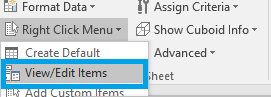 Format Data
Assign Criteria
Right Click Menu
Show Cuboid Info
Create Default
Advanced
View/Edit Items
Add Custom Items
Sheet